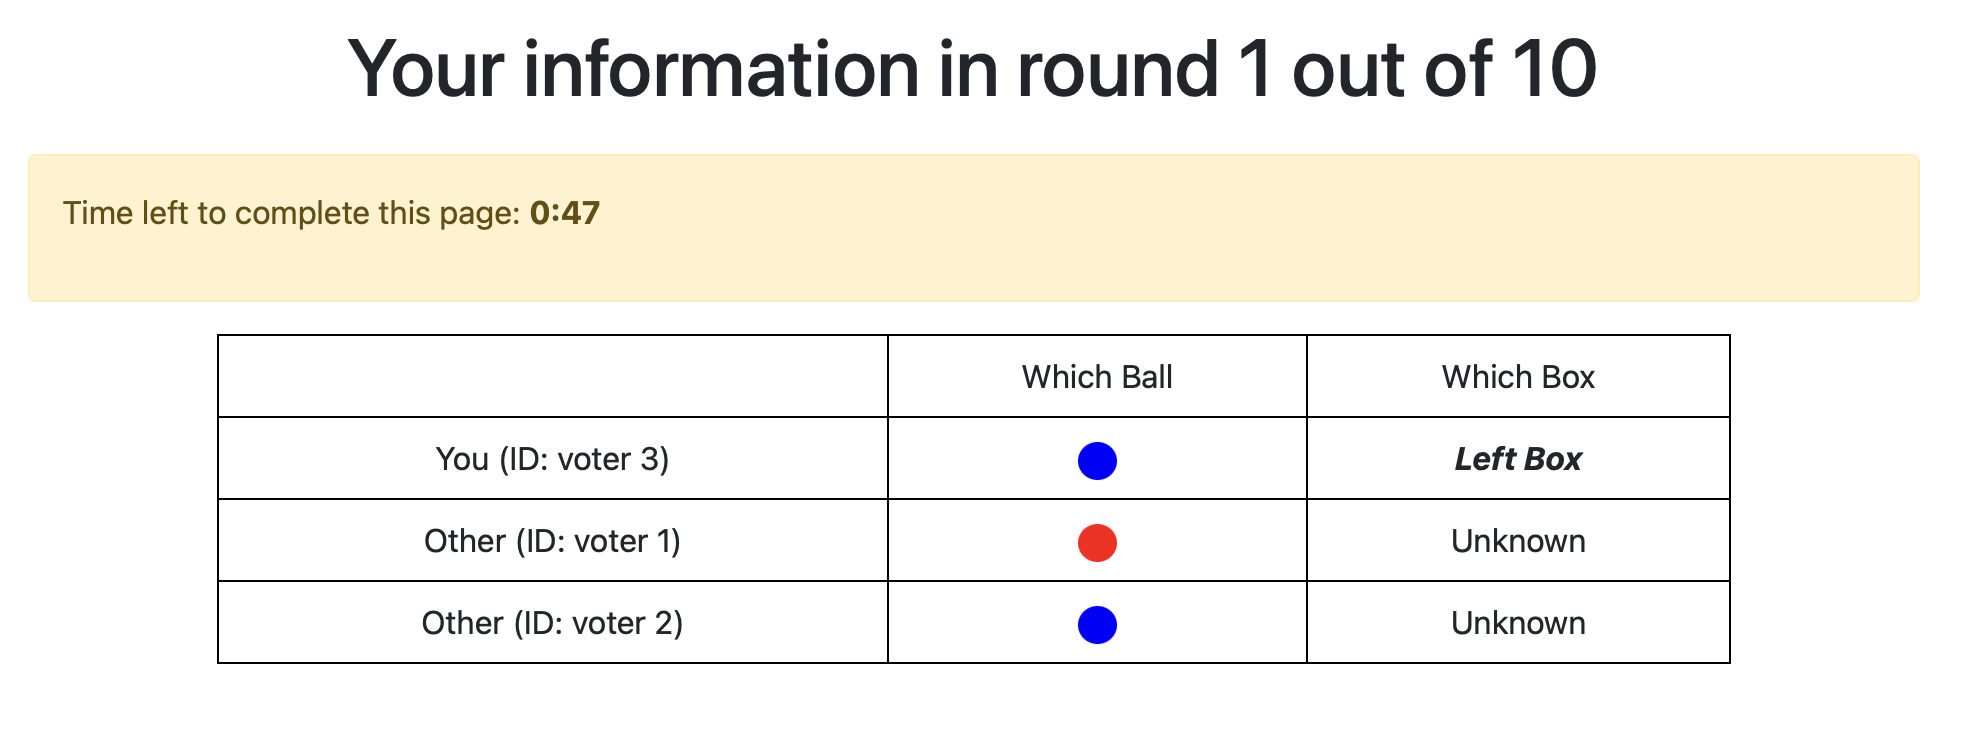 Your information in round 1 out of 10
Time left to complete this page: 0:47
Which Ball Which Box
You (ID: voter 3) Left Box
Other (ID: voter 1) Unknown
Other (ID: voter 2) Unknown